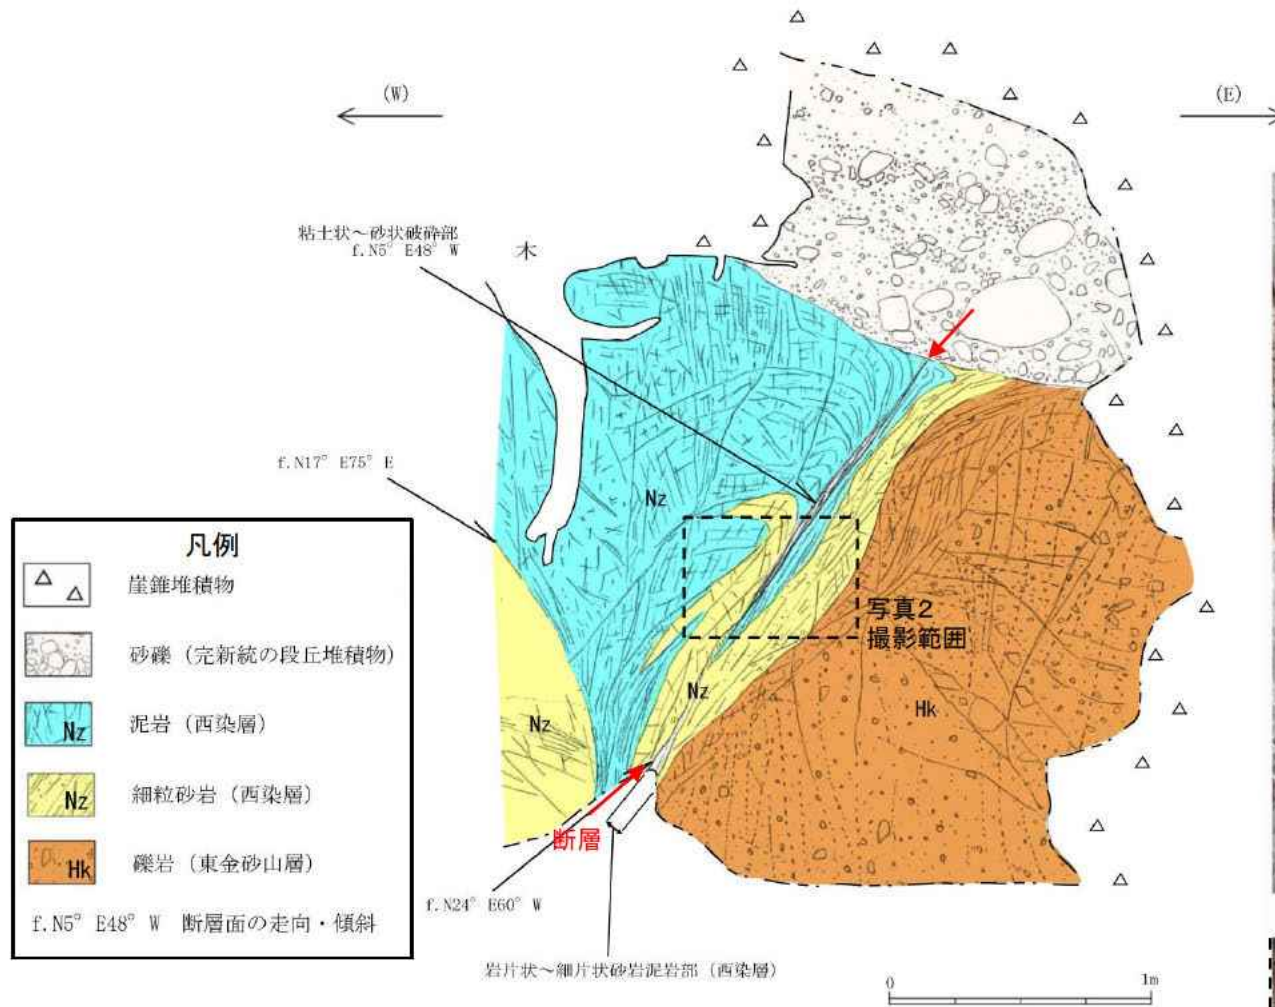 (W)
(E)
粘土状～砂状破砕部
f.N5° E48° W
木
f.N17° E75° E
凡例
崖錐堆積物
砂礫（完新統の段丘堆積物）
Nz
泥岩（西染層）
Nz
細粒砂岩（西染層）
Hk
礫岩（東金砂山層）
f.N5° E48° W 断層面の走向・傾斜
Nz
写真2
撮影範囲
Nz
Nz
Hk
断層
f.N24° E60° W
岩片状～細片状砂岩泥岩部（西染層）
0
1m